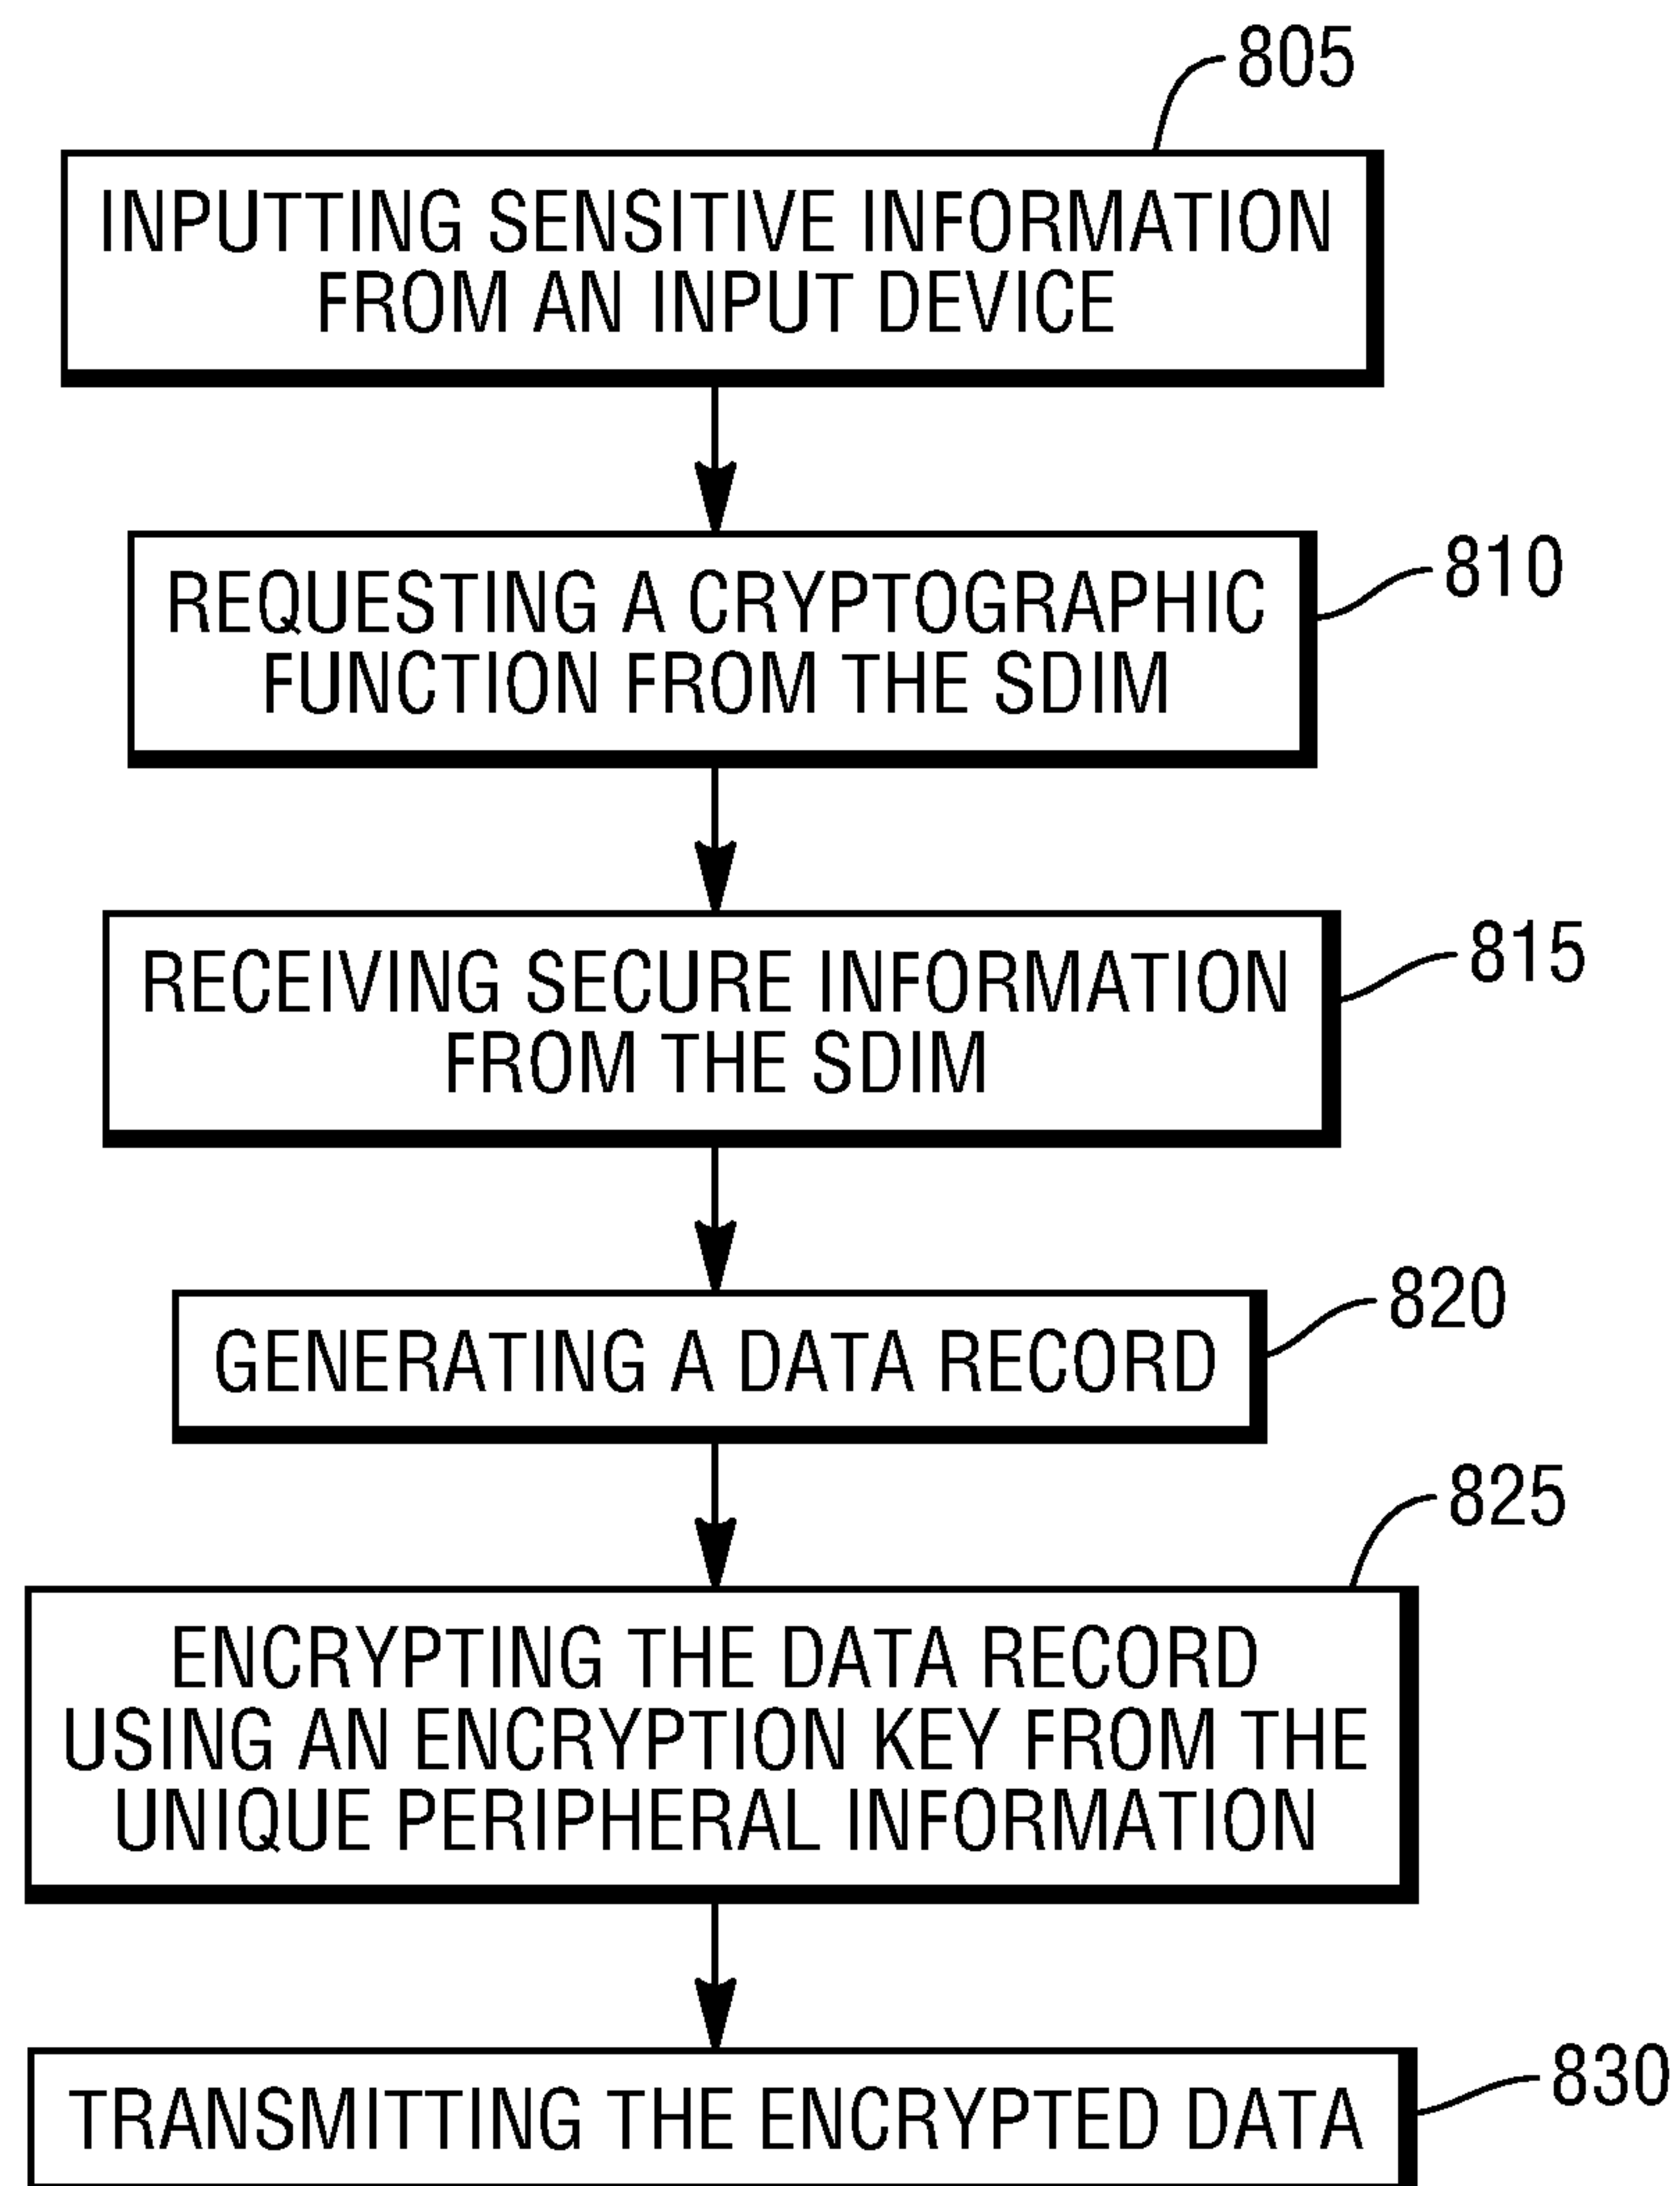 805
INPUTTING SENSITIVE INFORMATION
FROM AN INPUT DEVICE
REQUESTING A CRYPTOGRAPHIC
FUNCTION FROM THE SDIM
810
RECEIVING SECURE INFORMATION
FROM THE SDIM
815
GENERATING A DATA RECORD
820
825
ENCRYPTING THE DATA RECORD
USING AN ENCRYPTION KEY FROM THE
UNIQUE PERIPHERAL INFORMATION
TRANSMITTING THE ENCRYPTED DATA
830